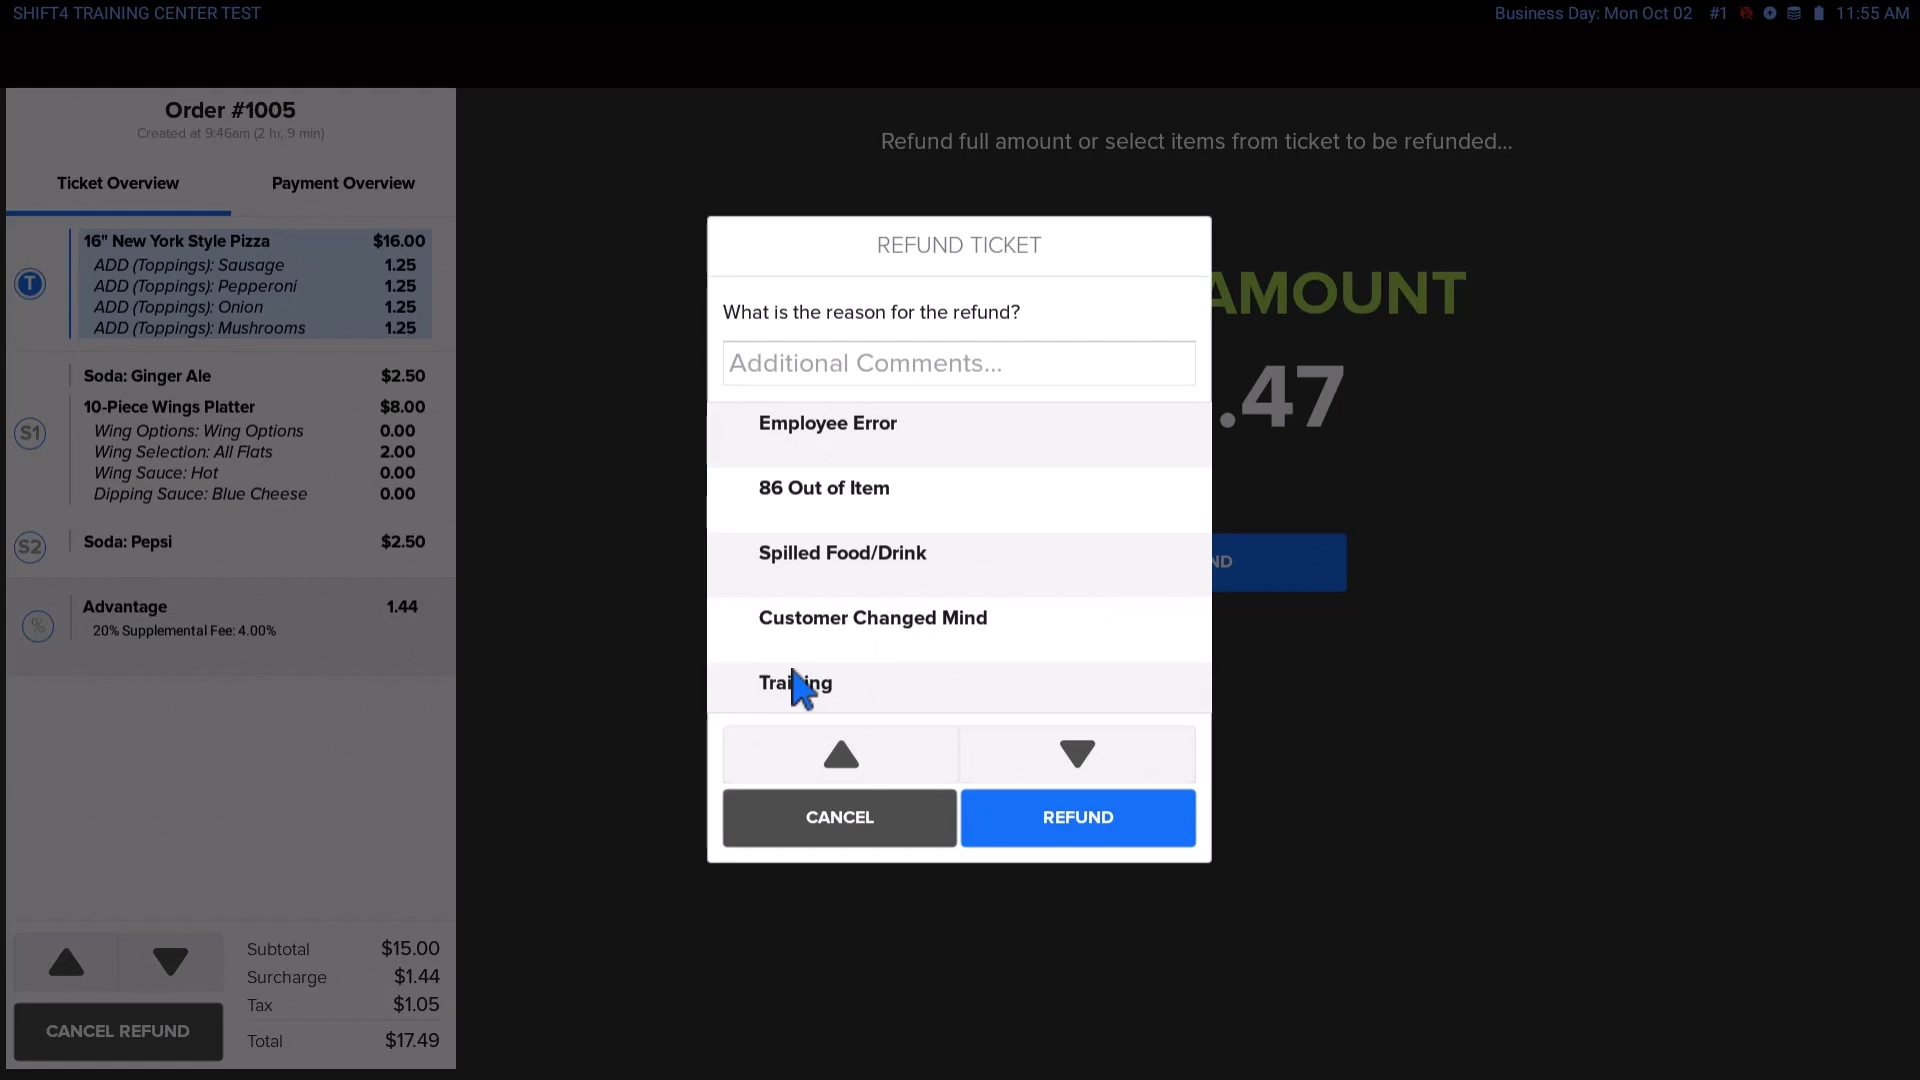 SHIFT4 TRAINING CENTER TEST
Business Day: Mon Oct 02 #1 11:55 AM
Order #1005
Created at 9:46am (2 hr, 9 min)
Ticket Overview Payment Overview
T
16" New York Style Pizza $16.00
ADD (Toppings): Sausage 1.25
ADD (Toppings): Pepperoni 1.25
ADD (Toppings): Onion 1.25
ADD (Toppings): Mushrooms 1.25
S1
Soda: Ginger Ale $2.50
10-Piece Wings Platter $8.00
Wing Options: Wing Options 0.00
Wing Selection: All Flats 2.00
Wing Sauce: Hot 0.00
Dipping Sauce: Blue Cheese 0.00
S2
Soda: Pepsi $2.50
%
Advantage 1.44
20% Supplemental Fee: 4.00%
Subtotal $15.00
Surcharge $1.44
Tax $1.05
Total $17.49
CANCEL REFUND
Refund full amount or select items from ticket to be refunded...
AMOUNT
.47
ND
REFUND TICKET
What is the reason for the refund?
Additional Comments...
Employee Error
86 Out of Item
Spilled Food/Drink
Customer Changed Mind
Training
CANCEL REFUND